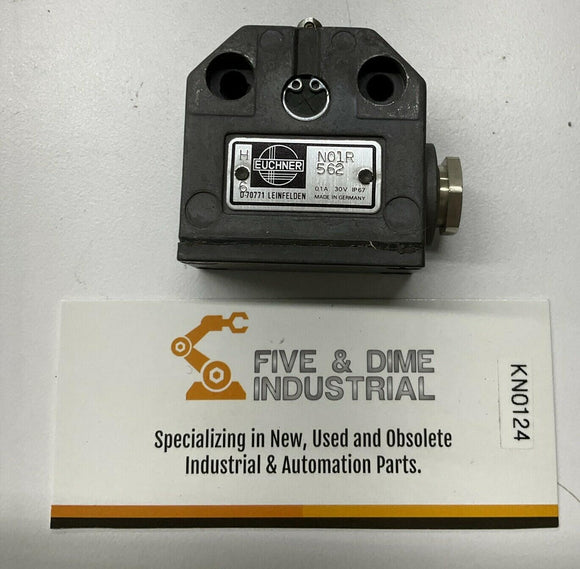 H
6
EUCHNER
D-70771 LEINFELDEN
N01R
562
0,1A 30V IP67
MADE IN GERMANY
FIVE & DIME
INDUSTRIAL
Specializing in New, Used and Obsolete
Industrial & Automation Parts.
KN0124